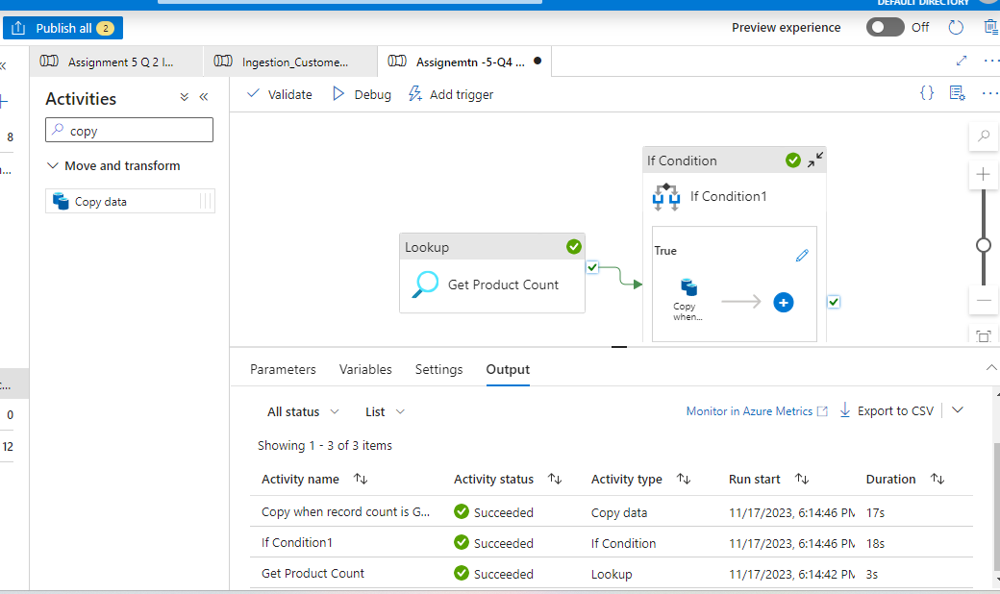 DEFAULT DIRECTORY
Publish all 2
Preview experience Off
Assignment 5 Q 2 I...
Ingestion_Custome...
Assignemtn -5-Q4 ...
Activities
Validate
Debug
Add trigger
copy
8
Move and transform
Copy data
If Condition
If Condition1
True
Copy
when...
Lookup
Get Product Count
Parameters Variables Settings Output
c...
0
12
All status List Monitor in Azure Metrics Export to CSV
Showing 1 - 3 of 3 items
Activity name Activity status Activity type Run start Duration
Copy when record count is G... Succeeded Copy data 11/17/2023, 6:14:46 PM 17s
If Condition1 Succeeded If Condition 11/17/2023, 6:14:46 PM 18s
Get Product Count Succeeded Lookup 11/17/2023, 6:14:42 PM 3s